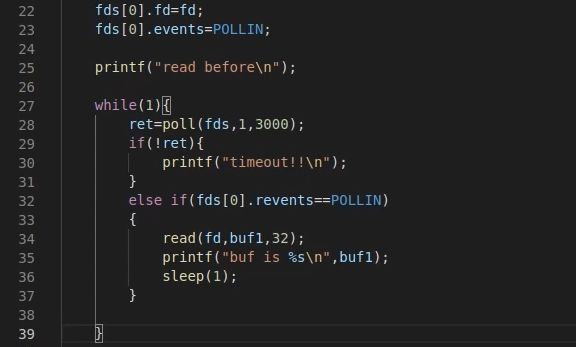 22 fds[0].fd=fd;
23 fds[0].events=POLLIN;
24
25 printf("read before\n");
26
27 while(1){
28 ret=poll(fds,1,3000);
29 if(!ret){
30 printf("timeout!!\n");
31 }
32 else if(fds[0].revents==POLLIN)
33 {
34 read(fd,buf1,32);
35 printf("buf is %s\n",buf1);
36 sleep(1);
37 }
38
39 }